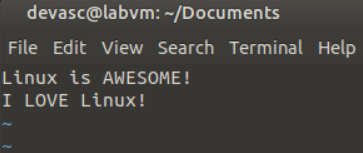 devasc@labvm: ~/Documents
File Edit View Search Terminal Help
Linux is AWESOME!
I LOVE Linux!
~
~